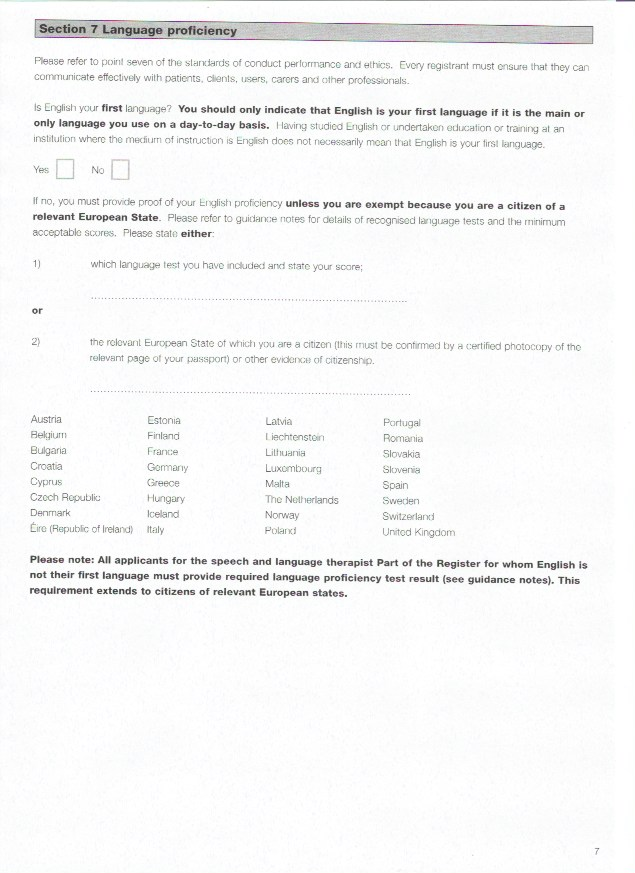 Section 7 Language proficiency
Please refer to point seven of the standards of conduct performance and ethics. Every registrant must ensure that they can
communicate effectively with patients, clients, users, carers and other professionals.
Is English your first language? You should only indicate that English is your first language if it is the main or
only language you use on a day-to-day basis. Having studied English or undertaken education or training at an
institution where the medium of instruction is English does not necessarily mean that English is your first language.
Yes No
If no, you must provide proof of your English proficiency unless you are exempt because you are a citizen of a
relevant European State. Please refer to guidance notes for details of recognised language tests and the minimum
acceptable scores. Please state either:
1) which language test you have included and state your score;
or
2) the relevant European State of which you are a citizen (this must be confirmed by a certified photocopy of the
relevant page of your passport) or other evidence of citizenship.
Austria Estonia Latvia Portugal
Belgium Finland Liechtenstein Romania
Bulgaria France Lithuania Slovakia
Croatia Germany Luxembourg Slovenia
Cyprus Greece Malta Spain
Czech Republic Hungary The Netherlands Sweden
Denmark Iceland Norway Switzerland
Éire (Republic of Ireland) Italy Poland United Kingdom
Please note: All applicants for the speech and language therapist Part of the Register for whom English is
not their first language must provide required language proficiency test result (see guidance notes). This
requirement extends to citizens of relevant European states.
7